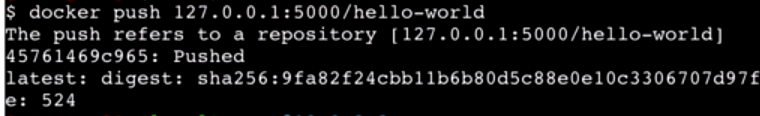 $ docker push 127.0.0.1:5000/hello-world
The push refers to a repository [127.0.0.1:5000/hello-world]
45761469c965: Pushed
latest: digest: sha256:9fa82f24cbb11b6b80d5c88e0e10c3306707d97f
e: 524